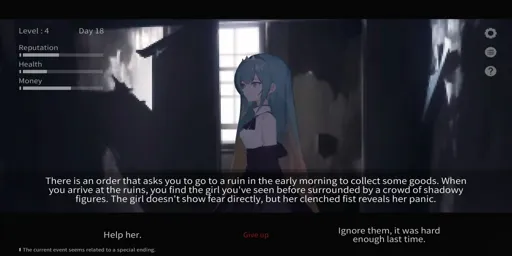 Level : 4 Day 18
Reputation
Health
Money
There is an order that asks you to go to a ruin in the early morning to collect some goods. When
you arrive at the ruins, you find the girl you've seen before surrounded by a crowd of shadowy
figures. The girl doesn't show fear directly, but her clenched fist reveals her panic.
Help her.
Give up
Ignore them, it was hard
enough last time.
The current event seems related to a special ending.